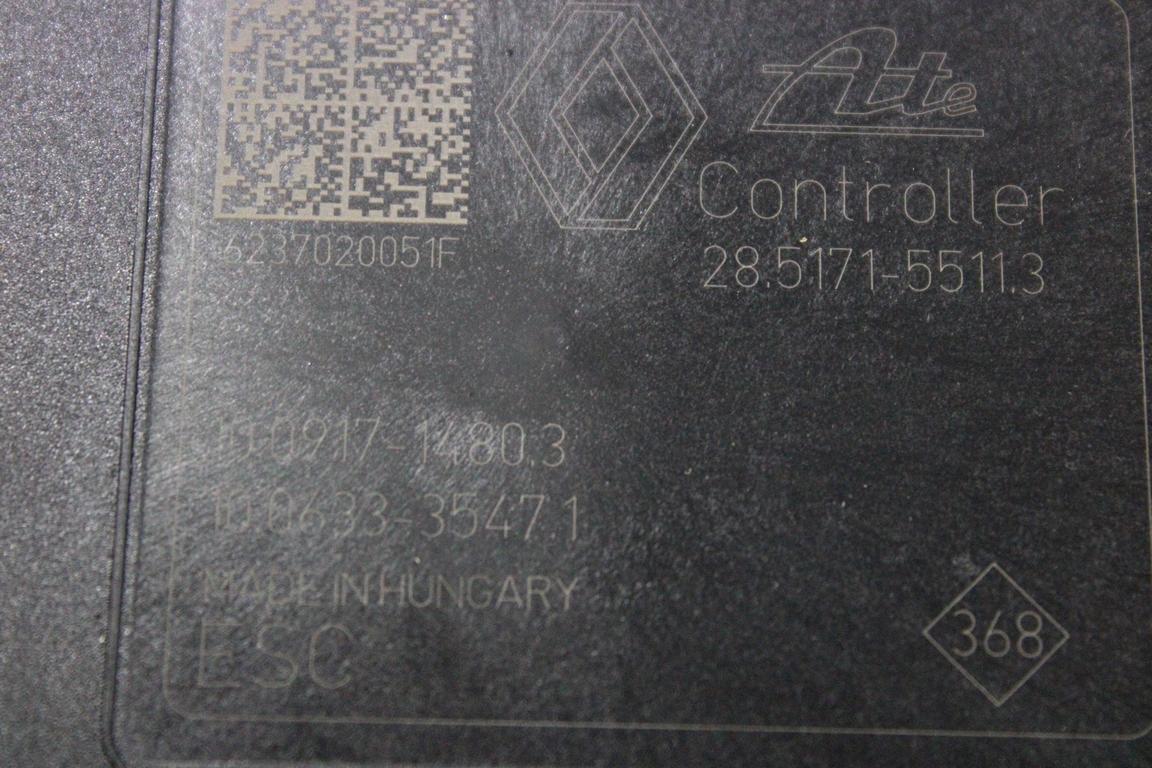 Ate
Controller
6237020051F
28.5171-5511.3
10.0917-1480.3
10.0633-3547.1
MADE IN HUNGARY
ESC
368